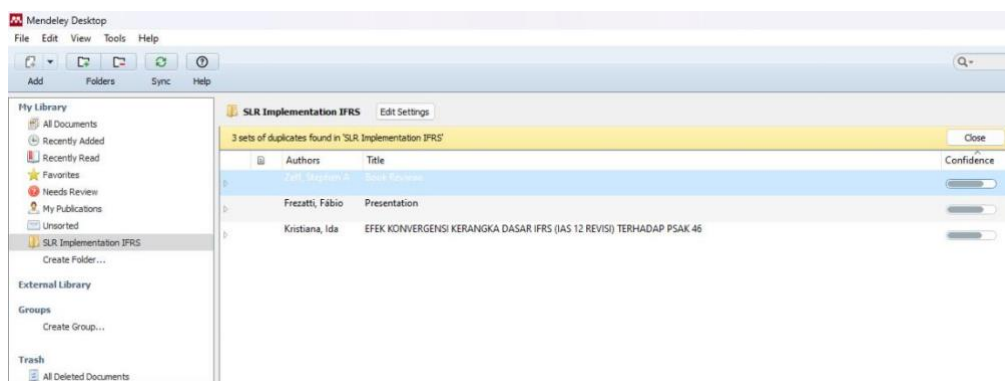 Mendeley Desktop
File Edit View Tools Help
Add Folders Sync Help
My Library
All Documents
Recently Added
Recently Read
Favorites
Needs Review
My Publications
Unsorted
SLR Implementation IFRS
Create Folder...
External Library
Groups
Create Group...
Trash
All Deleted Documents
SLR Implementation IFRS Edit Settings
3 sets of duplicates found in 'SLR Implementation IFRS' Close
Authors Title Confidence
Zeff, Stephen A Book Reviews
Frezatti, Fábio Presentation
Kristiana, Ida EFEK KONVERGENSI KERANGKA DASAR IFRS (IAS 12 REVISI) TERHADAP PSAK 46